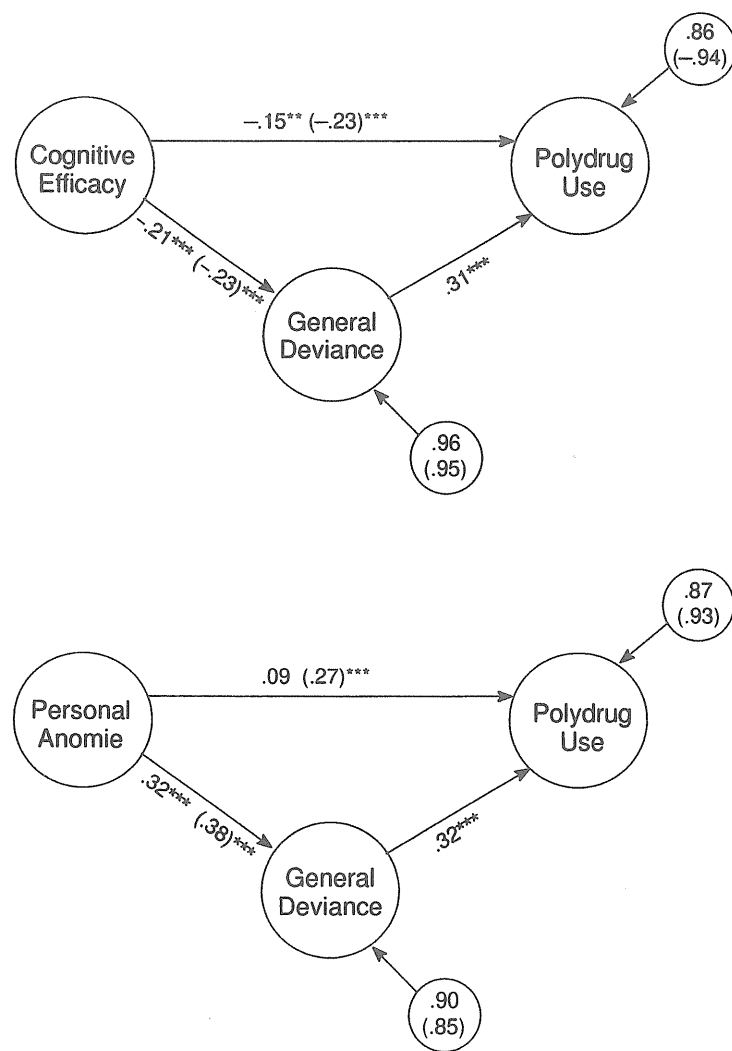 .86
(–.94)
–.15** (–.23)***
Cognitive
Efficacy
Polydrug
Use
–.21*** (–.23)***
.31***
General
Deviance
.96
(.95)
.87
(.93)
.09 (.27)***
Personal
Anomie
Polydrug
Use
.32*** (.38)***
.32***
General
Deviance
.90
(.85)